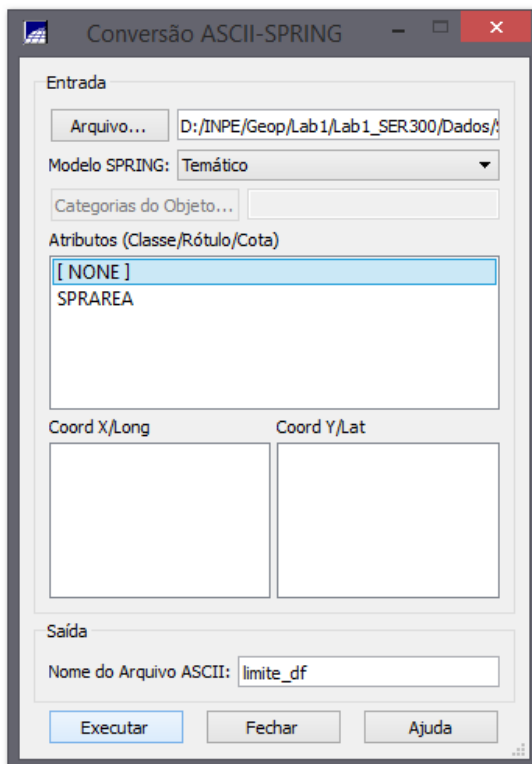 Conversão ASCII-SPRING
Entrada
Arquivo... D:/INPE/Geop/Lab1/Lab1_SER300/Dados/
Modelo SPRING: Temático
Categorias do Objeto...
Atributos (Classe/Rótulo/Cota)
[ NONE ]
SPRAREA
Coord X/Long Coord Y/Lat
Saída
Nome do Arquivo ASCII: limite_df
Executar Fechar Ajuda